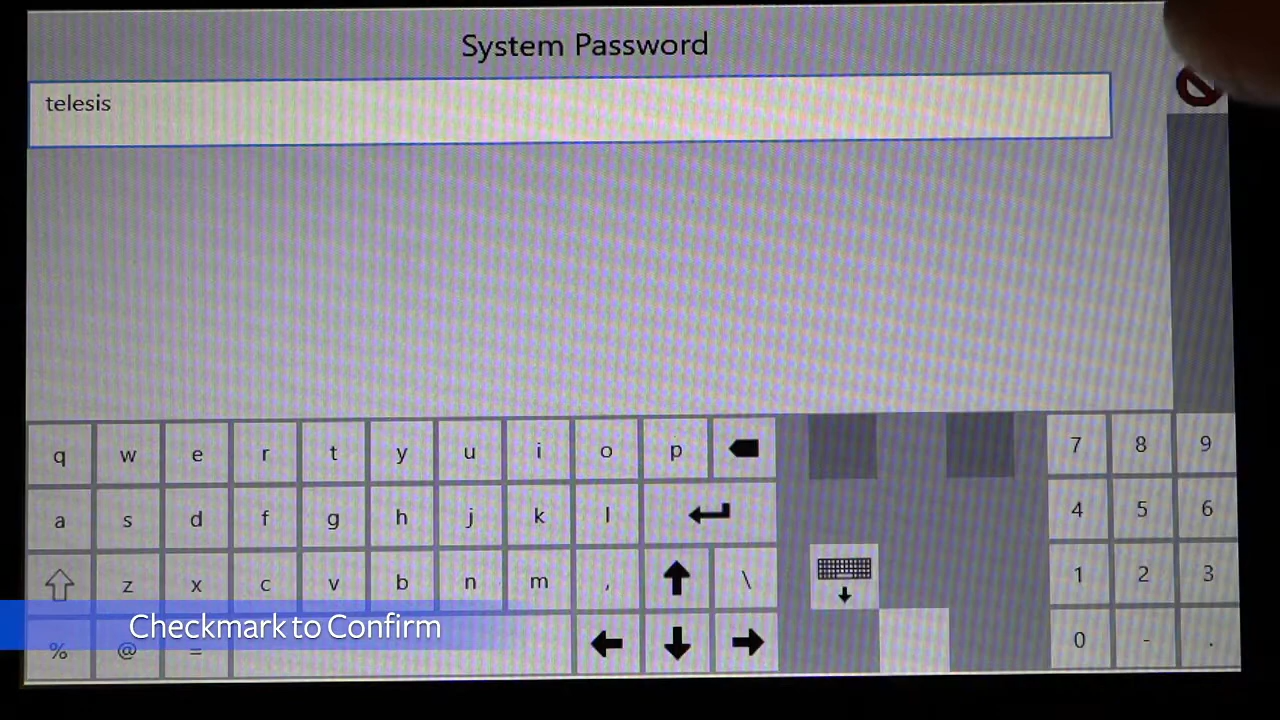 System Password
telesis
q w e r t y u i o p 7 8 9
a s d f g h j k l 4 5 6
z x c v b n m , \ 1 2 3
Checkmark to Confirm
% @ = 0 - .